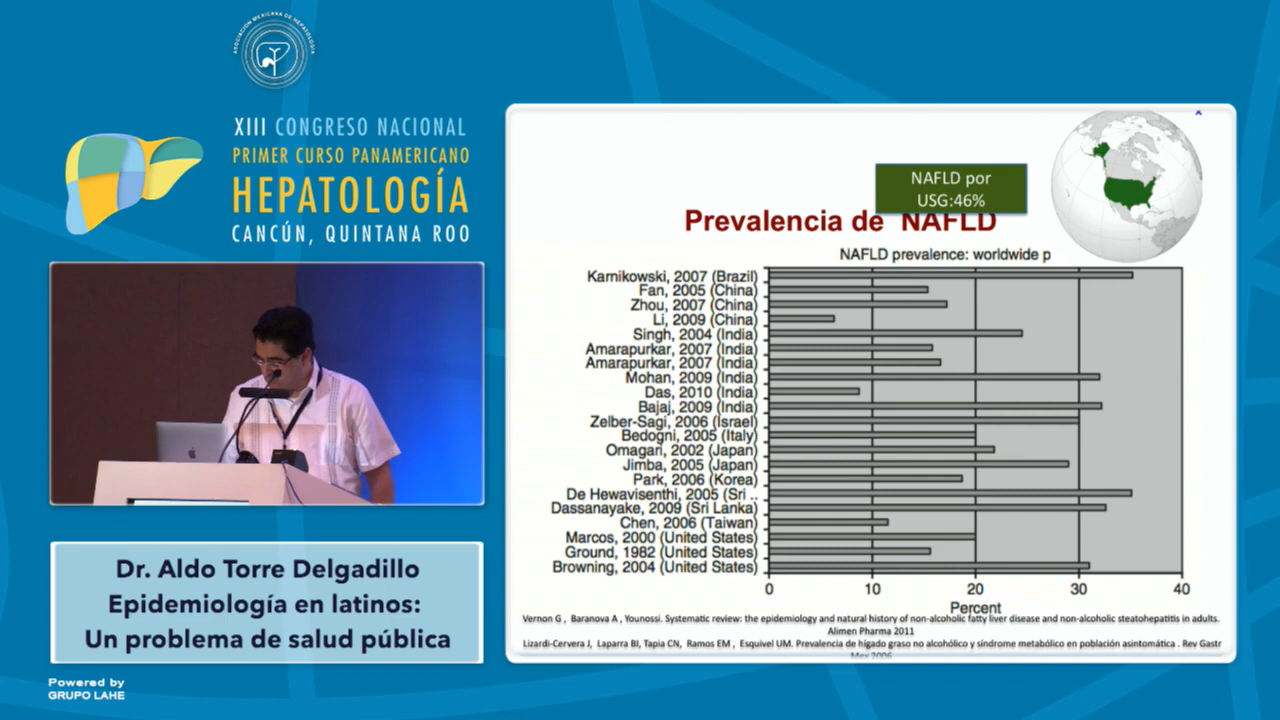 ASOCIACIÓN MEXICANA DE HEPATOLOGÍA
XIII CONGRESO NACIONAL
PRIMER CURSO PANAMERICANO
HEPATOLOGÍA
CANCÚN, QUINTANA ROO
Dr. Aldo Torre Delgadillo
Epidemiología en latinos:
Un problema de salud pública
Powered by
GRUPO LAHE
NAFLD por
USG:46%
Prevalencia de NAFLD
NAFLD prevalence: worldwide p
Karnikowski, 2007 (Brazil)
Fan, 2005 (China)
Zhou, 2007 (China)
Li, 2009 (China)
Singh, 2004 (India)
Amarapurkar, 2007 (India)
Amarapurkar, 2007 (India)
Mohan, 2009 (India)
Das, 2010 (India)
Bajaj, 2009 (India)
Zelber-Sagi, 2006 (Israel)
Bedogni, 2005 (Italy)
Omagari, 2002 (Japan)
Jimba, 2005 (Japan)
Park, 2006 (Korea)
De Hewavisenthi, 2005 (Sri ..
Dassanayake, 2009 (Sri Lanka)
Chen, 2006 (Taiwan)
Marcos, 2000 (United States)
Ground, 1982 (United States)
Browning, 2004 (United States)
0 10 20 30 40
Percent
Vernon G , Baranova A , Younossi. Systematic review: the epidemiology and natural history of non-alcoholic fatty liver disease and non-alcoholic steatohepatitis in adults.
Alimen Pharma 2011
Lizardi-Cervera J, Laparra BI, Tapia CN, Ramos EM , Esquivel UM. Prevalencia de hígado graso no alcohólico y síndrome metabólico en población asintomática . Rev Gastr
Mex 2006